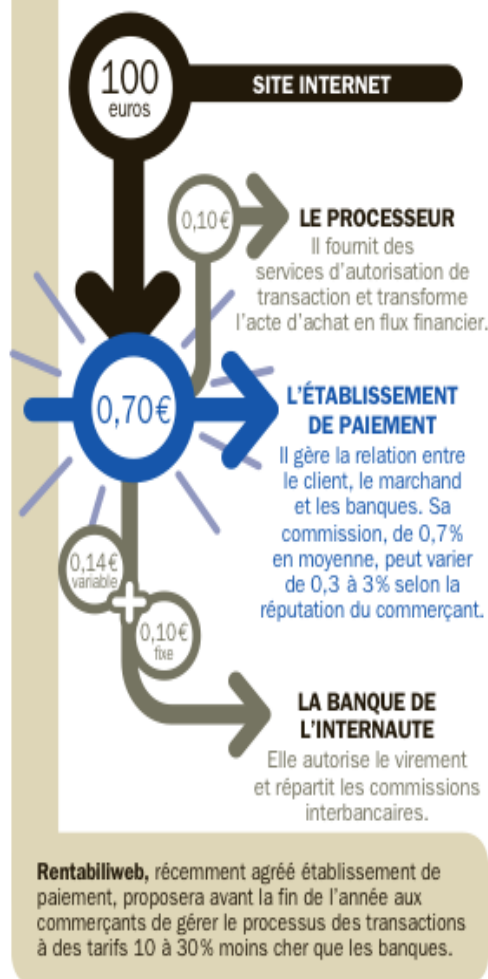 100
euros
SITE INTERNET
0,10€
LE PROCESSEUR
Il fournit des
services d'autorisation de
transaction et transforme
l'acte d'achat en flux financier.
0,70€
L'ÉTABLISSEMENT
DE PAIEMENT
Il gère la relation entre
le client, le marchand
et les banques. Sa
commission, de 0,7%
en moyenne, peut varier
de 0,3 à 3% selon la
réputation du commerçant.
0,14€
variable
+
0,10€
fixe
LA BANQUE DE
L'INTERNAUTE
Elle autorise le virement
et répartit les commissions
interbancaires.
Rentabiliweb, récemment agréé établissement de
paiement, proposera avant la fin de l'année aux
commerçants de gérer le processus des transactions
à des tarifs 10 à 30% moins cher que les banques.